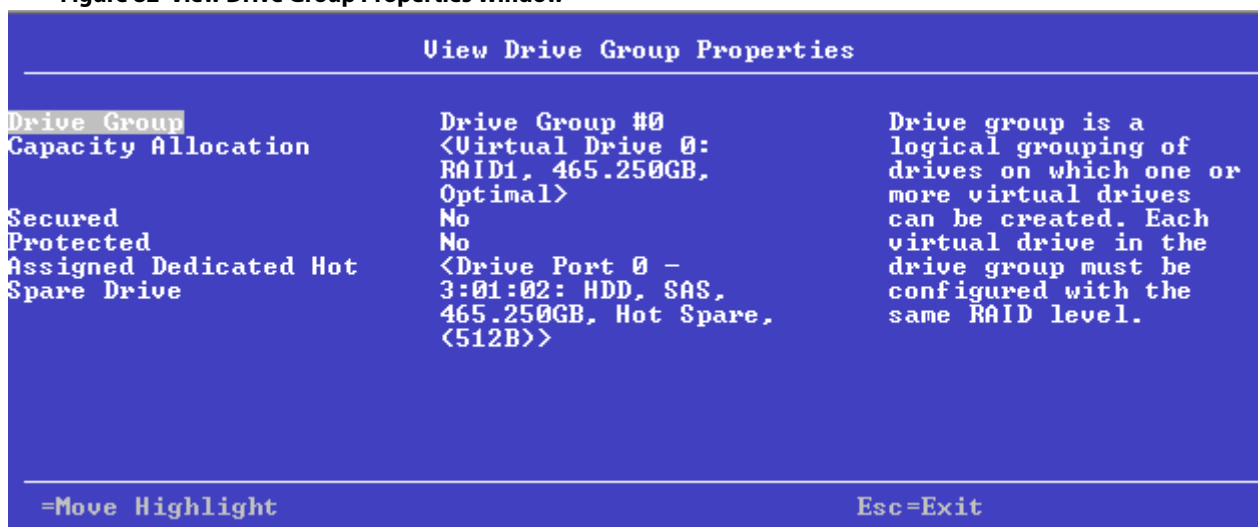 View Drive Group Properties
Drive Group
Drive Group #0
Capacity Allocation
<Virtual Drive 0:
RAID1, 465.250GB,
Optimal>
Secured
No
Protected
No
Assigned Dedicated Hot
Spare Drive
<Drive Port 0 -
3:01:02: HDD, SAS,
465.250GB, Hot Spare,
(512B)>
Drive group is a
logical grouping of
drives on which one or
more virtual drives
can be created. Each
virtual drive in the
drive group must be
configured with the
same RAID level.
=Move Highlight
Esc=Exit